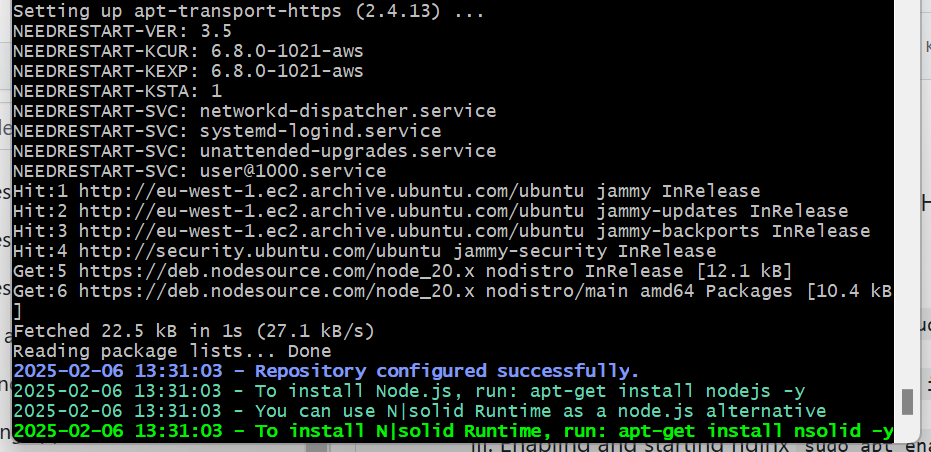 Setting up apt-transport-https (2.4.13) ...
NEEDRESTART-VER: 3.5
NEEDRESTART-KCUR: 6.8.0-1021-aws
NEEDRESTART-KEXP: 6.8.0-1021-aws
NEEDRESTART-KSTA: 1
NEEDRESTART-SVC: networkd-dispatcher.service
NEEDRESTART-SVC: systemd-logind.service
NEEDRESTART-SVC: unattended-upgrades.service
NEEDRESTART-SVC: user@1000.service
Hit:1 http://eu-west-1.ec2.archive.ubuntu.com/ubuntu jammy InRelease
Hit:2 http://eu-west-1.ec2.archive.ubuntu.com/ubuntu jammy-updates InRelease
Hit:3 http://eu-west-1.ec2.archive.ubuntu.com/ubuntu jammy-backports InRelease
Hit:4 http://security.ubuntu.com/ubuntu jammy-security InRelease
Get:5 https://deb.nodesource.com/node_20.x nodistro InRelease [12.1 kB]
Get:6 https://deb.nodesource.com/node_20.x nodistro/main amd64 Packages [10.4 kB
]
Fetched 22.5 kB in 1s (27.1 kB/s)
Reading package lists... Done
2025-02-06 13:31:03 - Repository configured successfully.
2025-02-06 13:31:03 - To install Node.js, run: apt-get install nodejs -y
2025-02-06 13:31:03 - You can use N|solid Runtime as a node.js alternative
2025-02-06 13:31:03 - To install N|solid Runtime, run: apt-get install nsolid -y